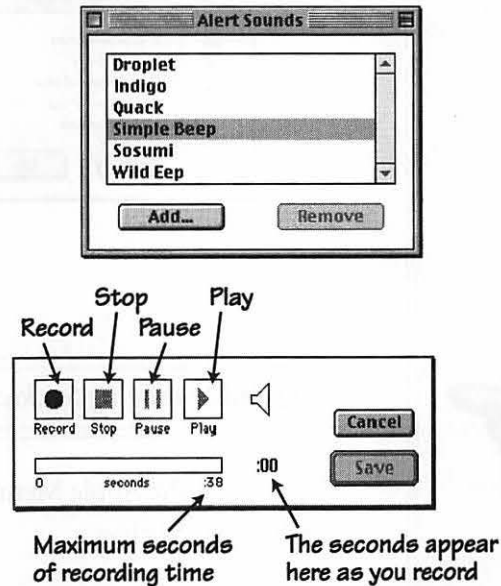 Alert Sounds
Droplet
Indigo
Quack
Simple Beep
Sosumi
Wild Eep
Add...
Remove
Stop
Play
Record
Pause
Record
Stop
Pause
Play
Cancel
0
seconds
:38
:00
Save
Maximum seconds
of recording time
The seconds appear
here as you record